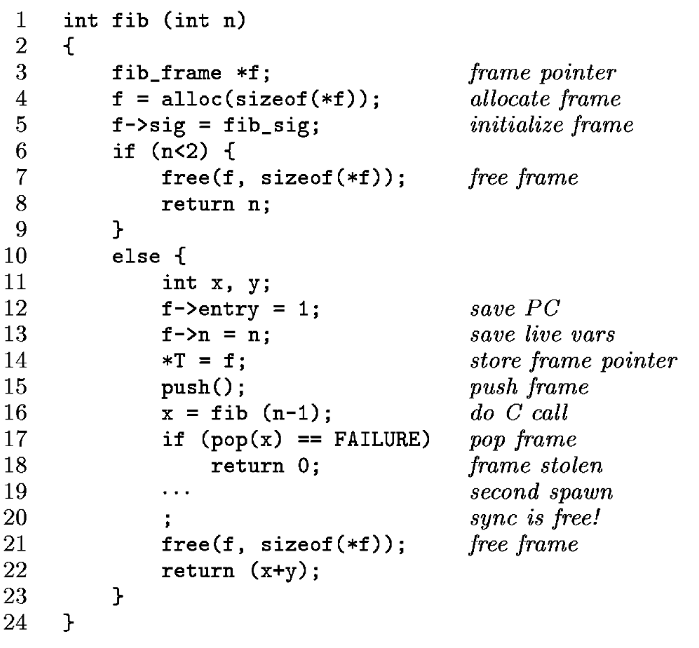 1 int fib (int n)
2 {
3 fib_frame *f; frame pointer
4 f = alloc(sizeof(*f)); allocate frame
5 f->sig = fib_sig; initialize frame
6 if (n<2) {
7 free(f, sizeof(*f)); free frame
8 return n;
9 }
10 else {
11 int x, y;
12 f->entry = 1; save PC
13 f->n = n; save live vars
14 *T = f; store frame pointer
15 push(); push frame
16 x = fib (n-1); do C call
17 if (pop(x) == FAILURE) pop frame
18 return 0; frame stolen
19 ··· second spawn
20 ; sync is free!
21 free(f, sizeof(*f)); free frame
22 return (x+y);
23 }
24 }